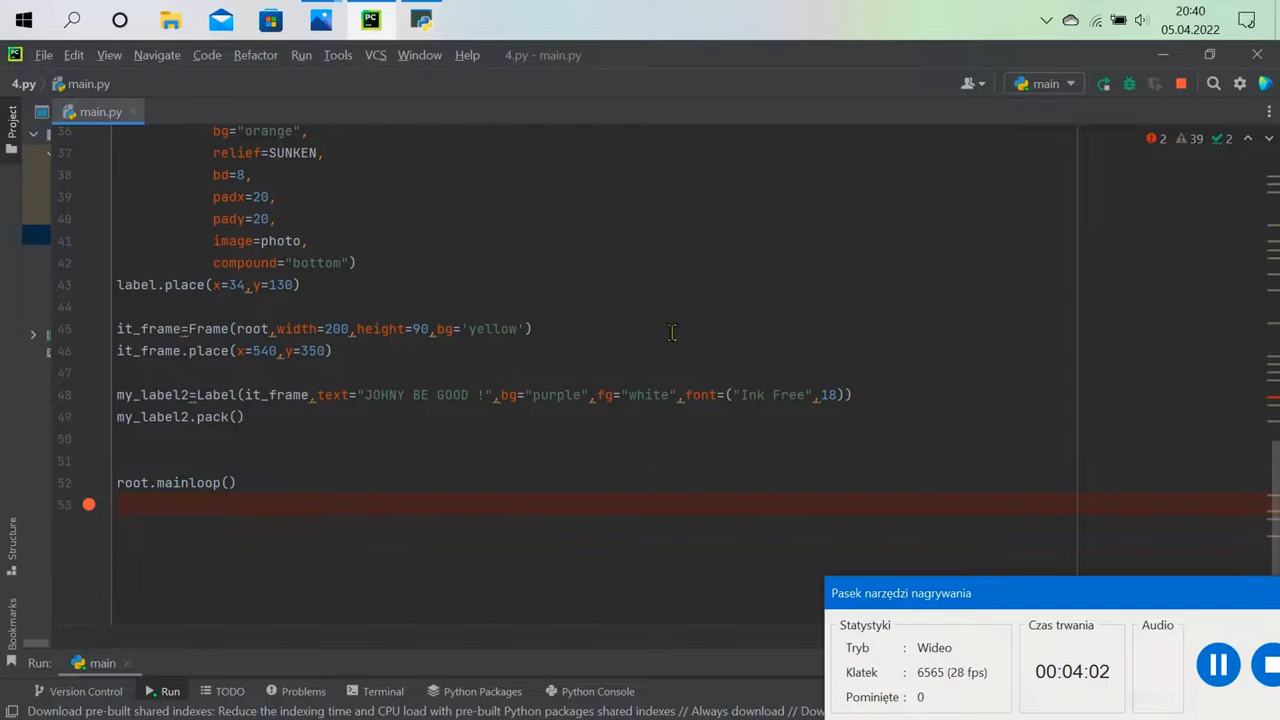 20:40
05.04.2022
File Edit View Navigate Code Refactor Run Tools VCS Window Help 4.py - main.py
4.py main.py main
Project
main.py
2 39 2
36 bg="orange",
37 relief=SUNKEN,
38 bd=8,
39 padx=20,
40 pady=20,
41 image=photo,
42 compound="bottom")
43 label.place(x=34,y=130)
44
45 it_frame=Frame(root,width=200,height=90,bg='yellow')
46 it_frame.place(x=540,y=350)
47
48 my_label2=Label(it_frame,text="JOHNY BE GOOD !",bg="purple",fg="white",font=("Ink Free",18))
49 my_label2.pack()
50
51
52 root.mainloop()
53
Structure
Bookmarks
Pasek narzędzi nagrywania
Statystyki
Tryb : Wideo
Klatek : 6565 (28 fps)
Pominięte : 0
Czas trwania
00:04:02
Audio
Run: main
Version Control Run TODO Problems Terminal Python Packages Python Console
Download pre-built shared indexes: Reduce the indexing time and CPU load with pre-built Python packages shared indexes // Always download //